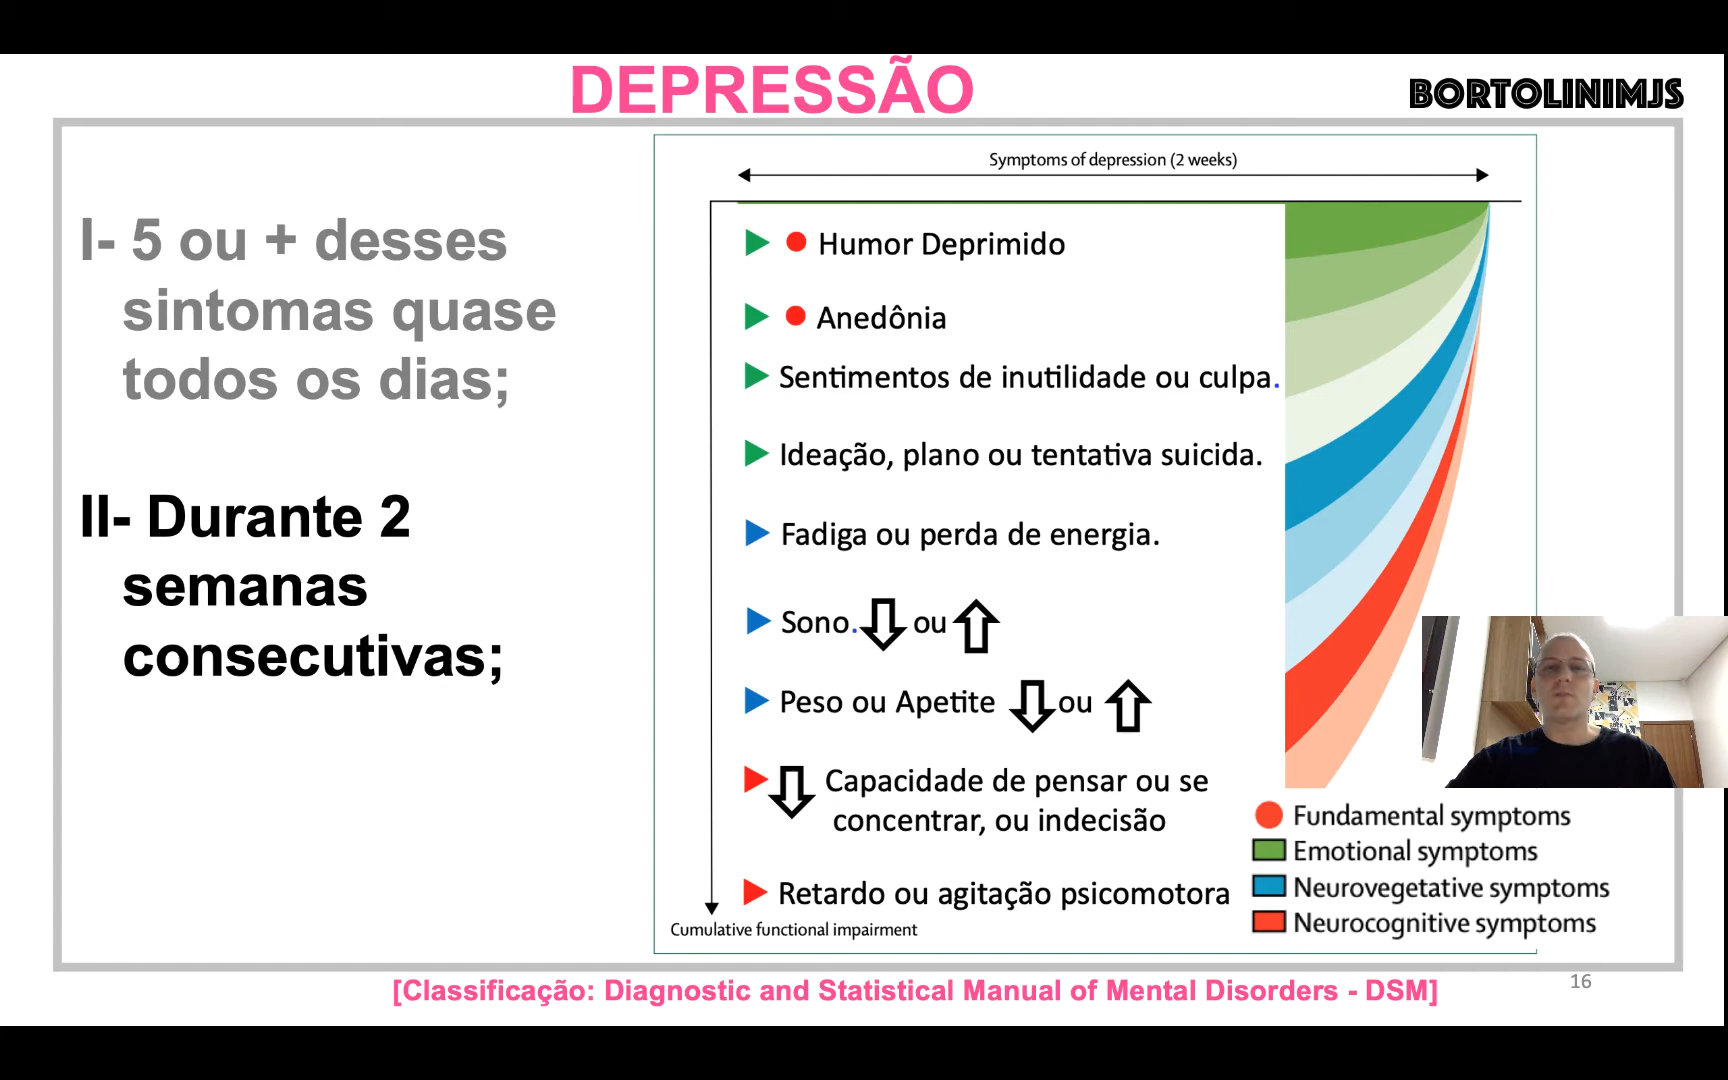 DEPRESSÃO
BORTOLINIMJS
I- 5 ou + desses
sintomas quase
todos os dias;
II- Durante 2
semanas
consecutivas;
Symptoms of depression (2 weeks)
Humor Deprimido
Anedônia
Sentimentos de inutilidade ou culpa.
Ideação, plano ou tentativa suicida.
Fadiga ou perda de energia.
Sono. ou
Peso ou Apetite ou
Capacidade de pensar ou se
concentrar, ou indecisão
Retardo ou agitação psicomotora
Cumulative functional impairment
Fundamental symptoms
Emotional symptoms
Neurovegetative symptoms
Neurocognitive symptoms
[Classificação: Diagnostic and Statistical Manual of Mental Disorders - DSM]
16